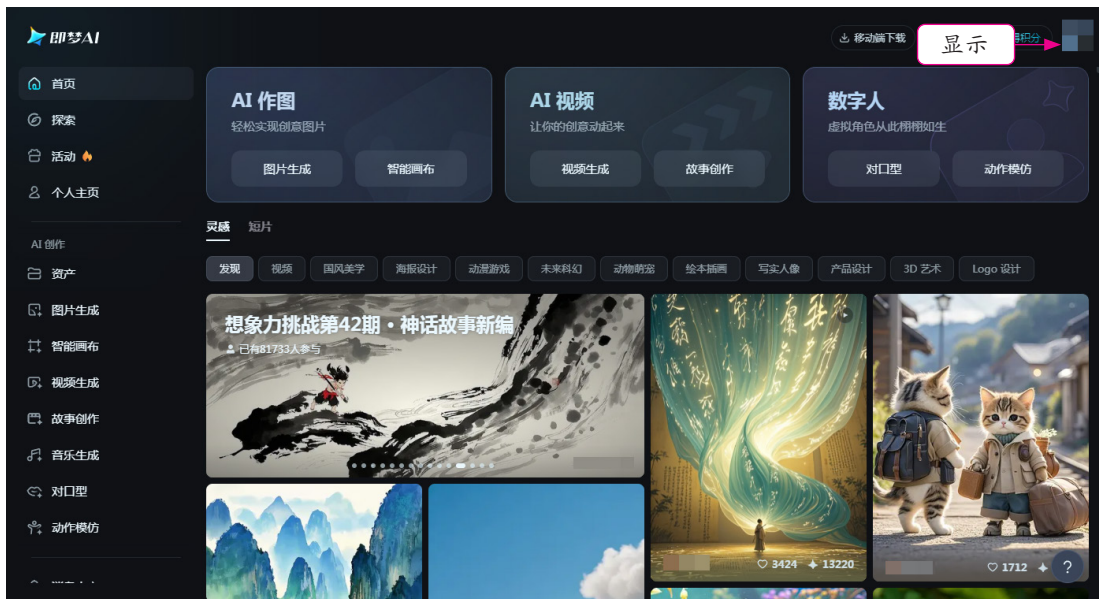 即梦AI
移动端下载
显示
积分
首页
探索
活动
个人主页
AI 创作
资产
图片生成
智能画布
视频生成
故事创作
音乐生成
对口型
动作模仿
AI 作图
轻松实现创意图片
图片生成
智能画布
AI 视频
让你的创意动起来
视频生成
故事创作
数字人
虚拟角色从此栩栩如生
对口型
动作模仿
灵感
短片
发现
视频
国风美学
海报设计
动漫游戏
未来科幻
动物萌宠
绘本插画
写实人像
产品设计
3D 艺术
Logo 设计
想象力挑战第42期·神话故事新编
已有81733人参与
3424
13220
1712
?